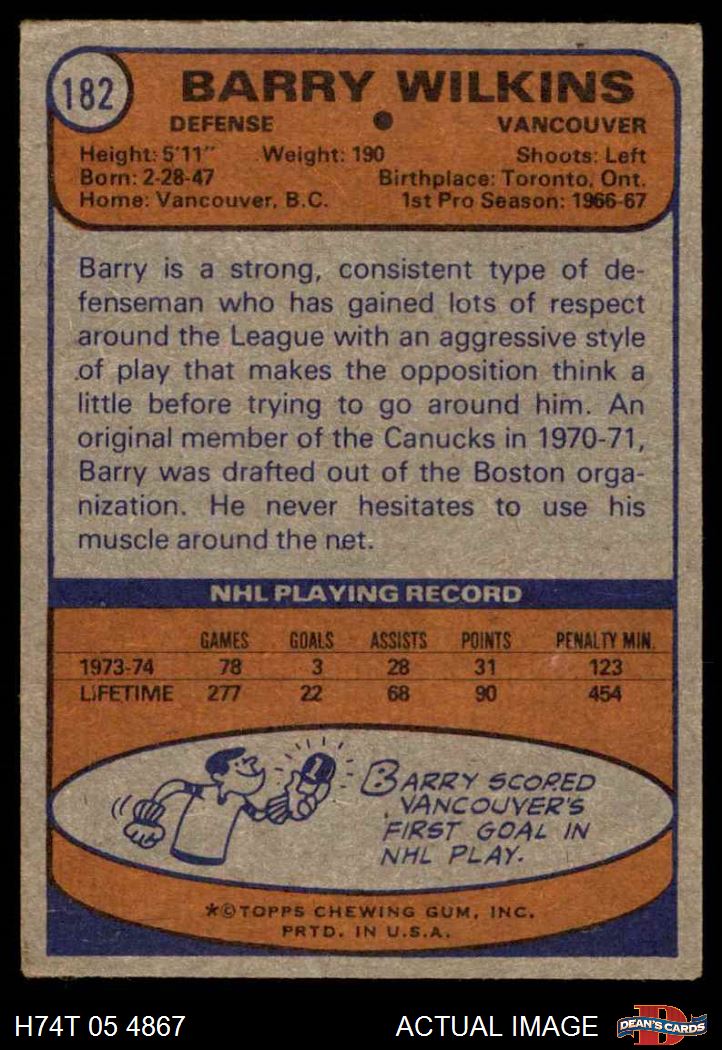 182
BARRY WILKINS
DEFENSE VANCOUVER
Height: 5'11" Weight: 190 Shoots: Left
Born: 2-28-47 Birthplace: Toronto, Ont.
Home: Vancouver, B.C. 1st Pro Season: 1966-67
Barry is a strong, consistent type of de-
fenseman who has gained lots of respect
around the League with an aggressive style
of play that makes the opposition think a
little before trying to go around him. An
original member of the Canucks in 1970-71,
Barry was drafted out of the Boston orga-
nization. He never hesitates to use his
muscle around the net.
NHL PLAYING RECORD
GAMES GOALS ASSISTS POINTS PENALTY MIN.
1973-74 78 3 28 31 123
LIFETIME 277 22 68 90 454
1
BARRY SCORED
VANCOUVER'S
FIRST GOAL IN
NHL PLAY.
*©TOPPS CHEWING GUM, INC.
PRTD. IN U.S.A.
H74T 05 4867 ACTUAL IMAGE D DEAN'S CARDS